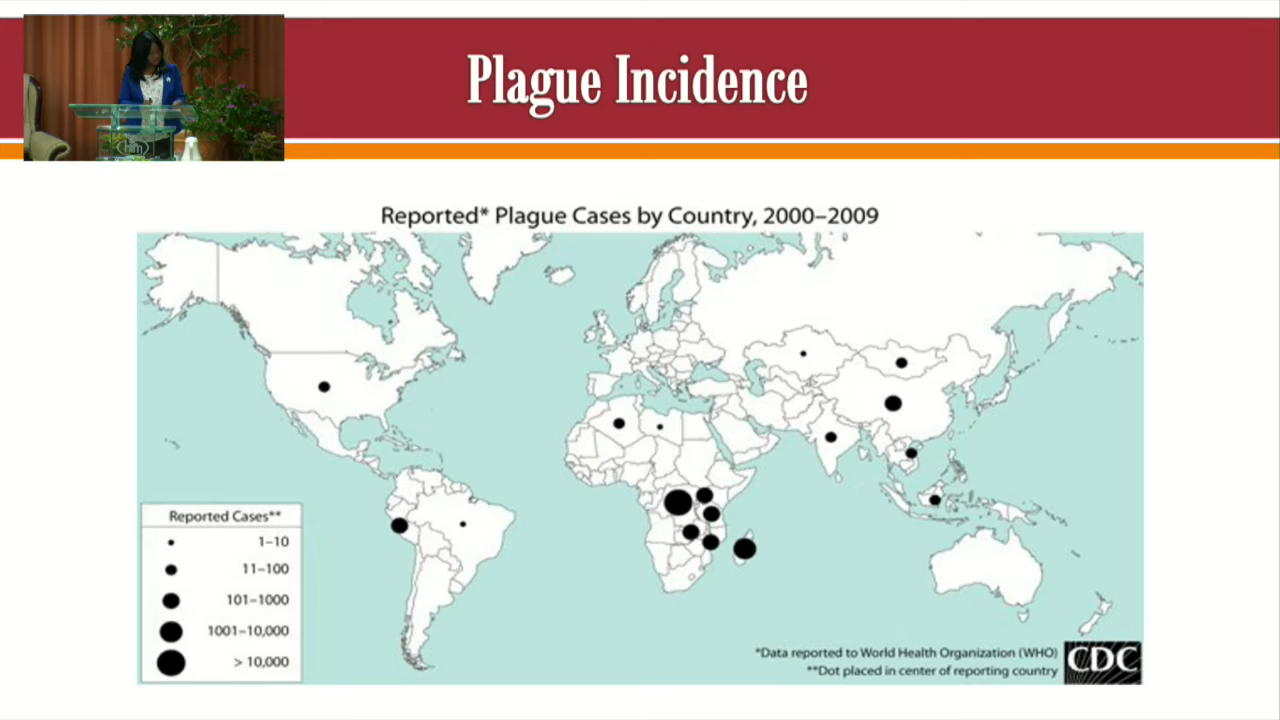 Plague Incidence
him
Reported* Plague Cases by Country, 2000–2009
Reported Cases**
1–10
11–100
101–1000
1001–10,000
> 10,000
*Data reported to World Health Organization (WHO)
**Dot placed in center of reporting country
CDC